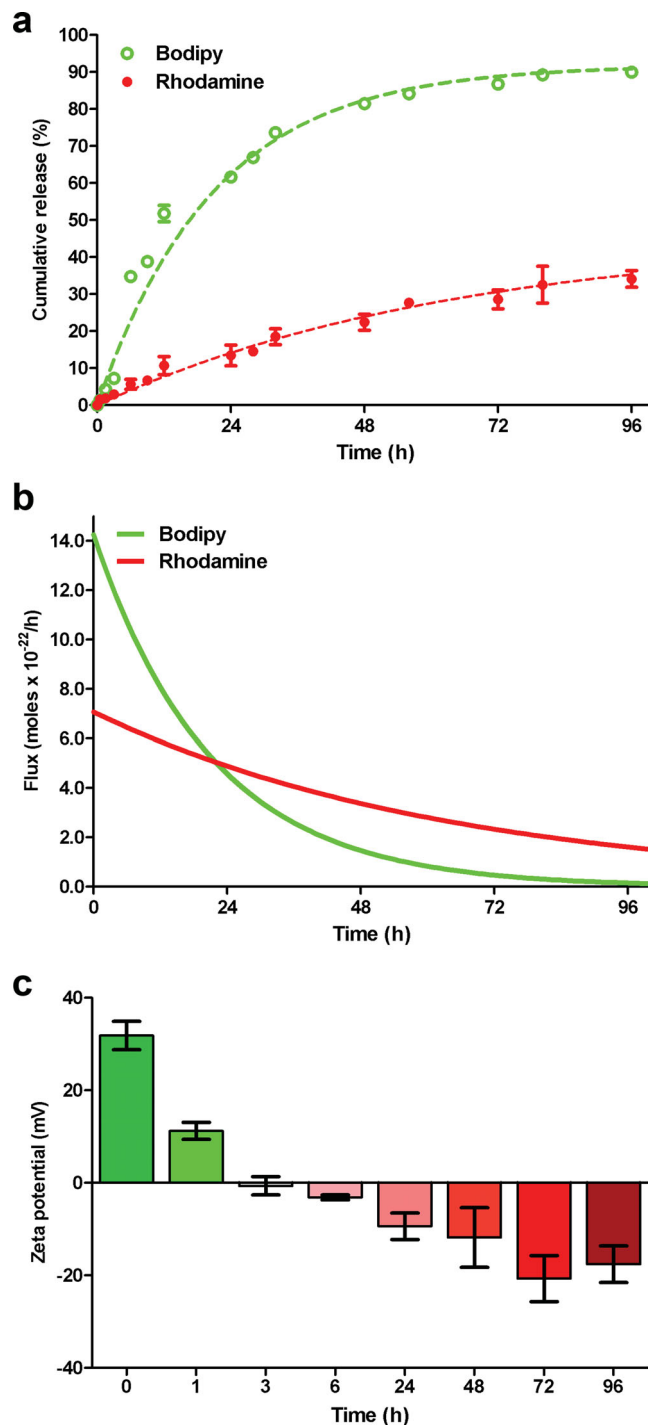 a
100
90
80
70
60
50
40
30
20
10
0
Cumulative release (%)
Bodipy
Rhodamine
0 24 48 72 96
Time (h)
b
14.0
12.0
10.0
8.0
6.0
4.0
2.0
0.0
Flux (moles x 10⁻²²/h)
Bodipy
Rhodamine
0 24 48 72 96
Time (h)
c
40
20
0
-20
-40
Zeta potential (mV)
0 1 3 6 24 48 72 96
Time (h)